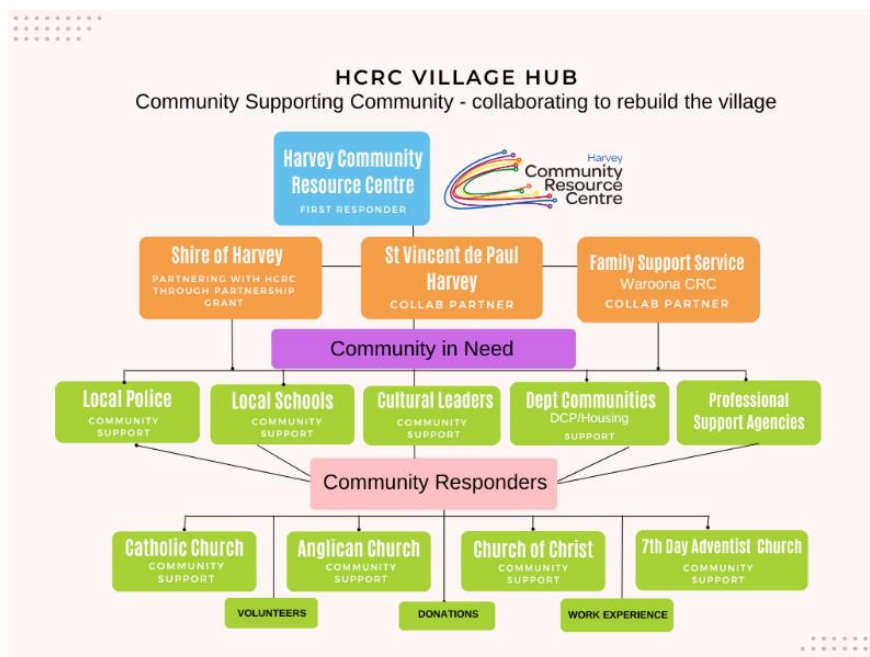 HCRC VILLAGE HUB
Community Supporting Community - collaborating to rebuild the village
Harvey Community
Resource Centre
FIRST RESPONDER
Harvey
Community
Resource
Centre
Shire of Harvey
PARTNERING WITH HCRC
THROUGH PARTNERSHIP
GRANT
St Vincent de Paul
Harvey
COLLAB PARTNER
Family Support Service
Waroona CRC
COLLAB PARTNER
Community in Need
Local Police
COMMUNITY
SUPPORT
Local Schools
COMMUNITY
SUPPORT
Cultural Leaders
COMMUNITY
SUPPORT
Dept Communities
DCP/Housing
SUPPORT
Professional
Support Agencies
Community Responders
Catholic Church
COMMUNITY
SUPPORT
Anglican Church
COMMUNITY
SUPPORT
Church of Christ
COMMUNITY
SUPPORT
7th Day Adventist Church
COMMUNITY
SUPPORT
VOLUNTEERS
DONATIONS
WORK EXPERIENCE